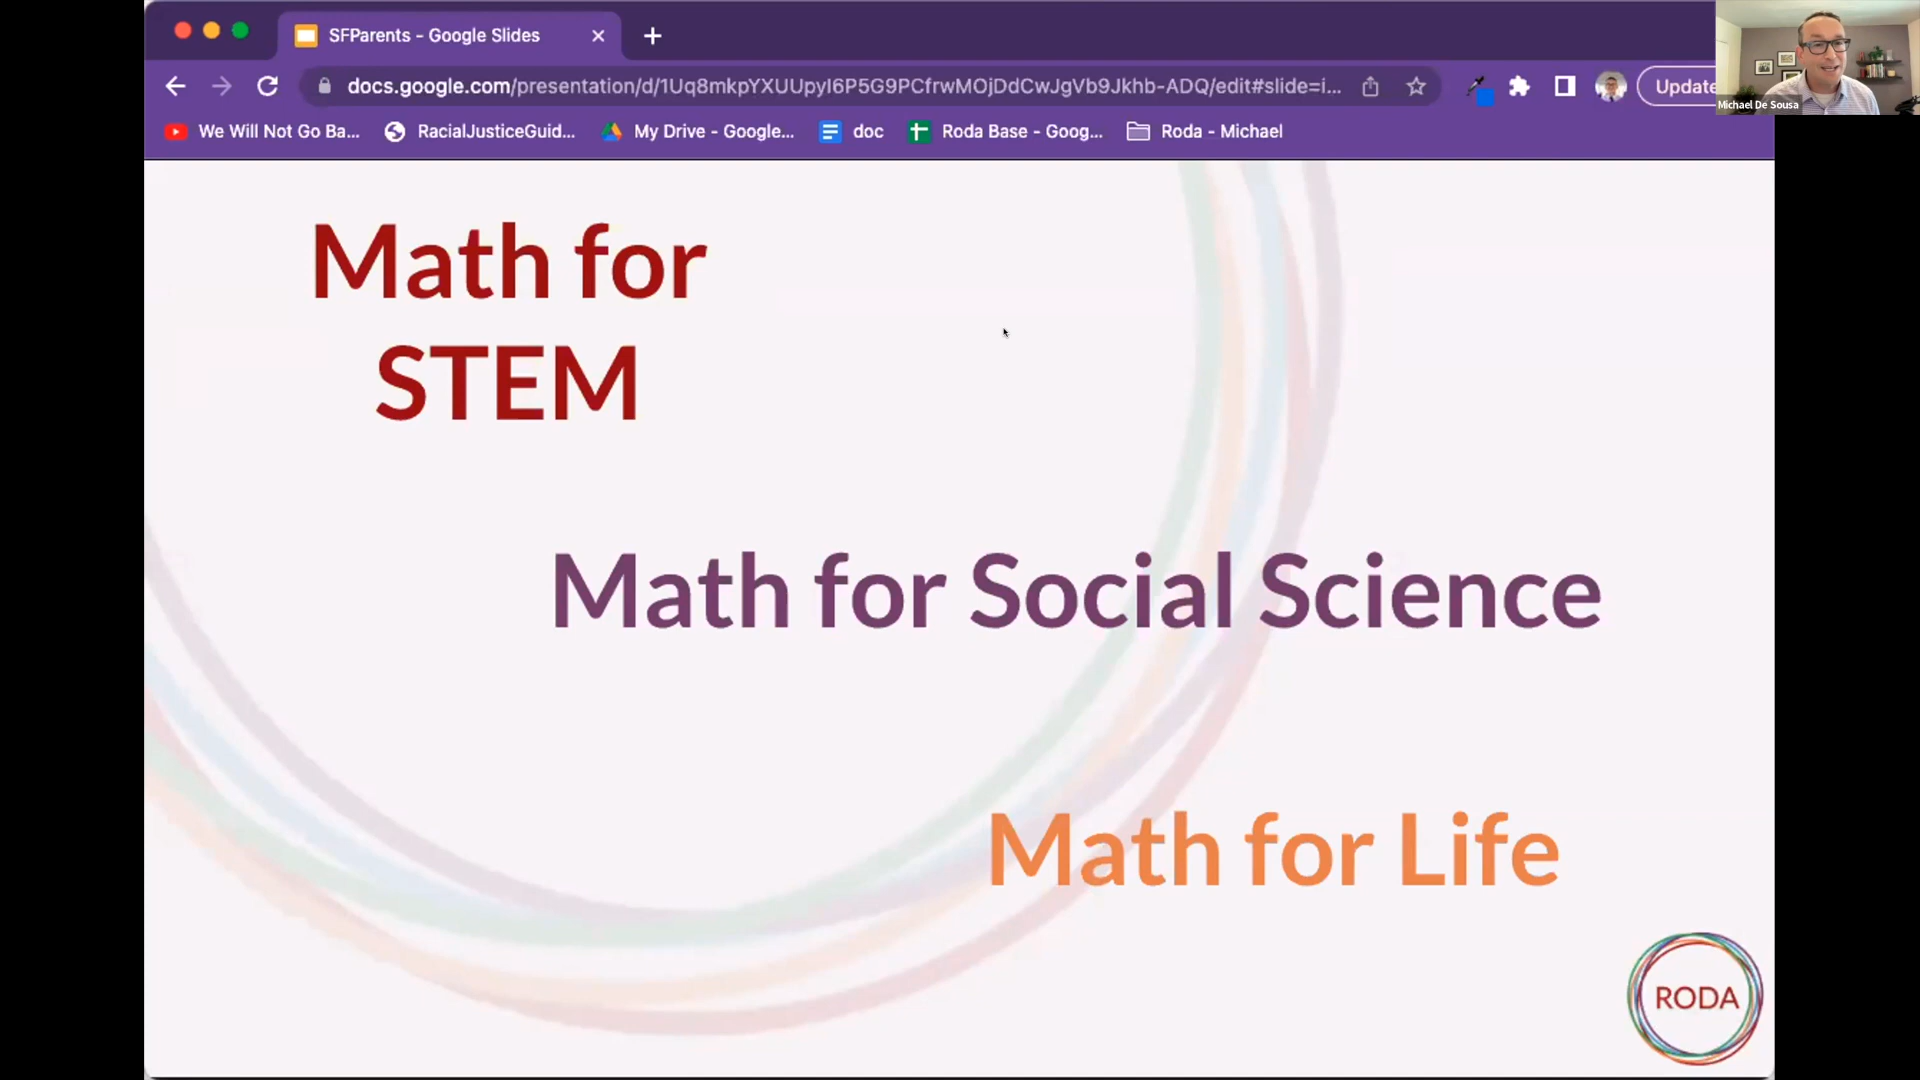 SFParents - Google Slides
docs.google.com/presentation/d/1Uq8mkpYXUUpyI6P5G9PCfrwMOjDdCwJgVb9Jkhb-ADQ/edit#slide=i...
Update
Michael De Sousa
We Will Not Go Ba...
RacialJusticeGuid...
My Drive - Google...
doc
Roda Base - Goog...
Roda - Michael
Math for
STEM
Math for Social Science
Math for Life
RODA